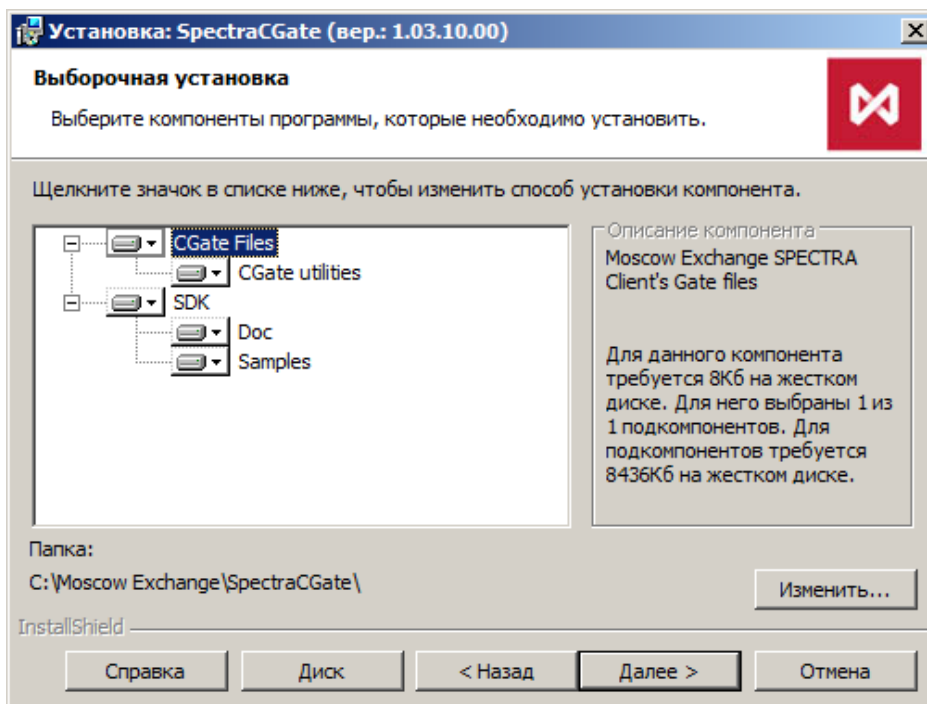 Установка: SpectraCGate (вер.: 1.03.10.00)
Выборочная установка
Выберите компоненты программы, которые необходимо установить.
Щелкните значок в списке ниже, чтобы изменить способ установки компонента.
CGate Files
CGate utilities
SDK
Doc
Samples
Описание компонента
Moscow Exchange SPECTRA
Client's Gate files
Для данного компонента
требуется 8Кб на жестком
диске. Для него выбраны 1 из
1 подкомпонентов. Для
подкомпонентов требуется
8436Кб на жестком диске.
Папка:
C:\Moscow Exchange\SpectraCGate\
Изменить...
InstallShield
Справка
Диск
< Назад
Далее >
Отмена